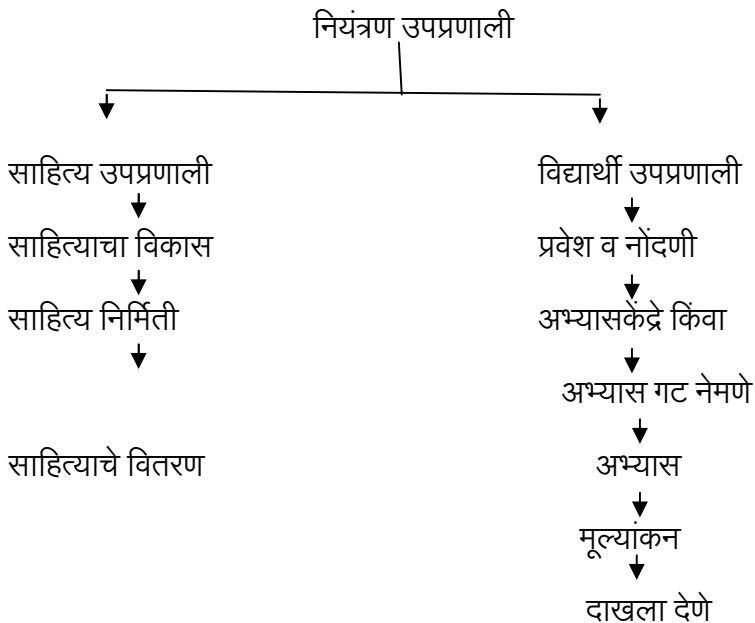 नियंत्रण उपप्रणाली
साहित्य उपप्रणाली
साहित्याचा विकास
साहित्य निर्मिती
साहित्याचे वितरण
विद्यार्थी उपप्रणाली
प्रवेश व नोंदणी
अभ्यासकेंद्रे किंवा
अभ्यास गट नेमणे
अभ्यास
मूल्यांकन
दाखला देणे